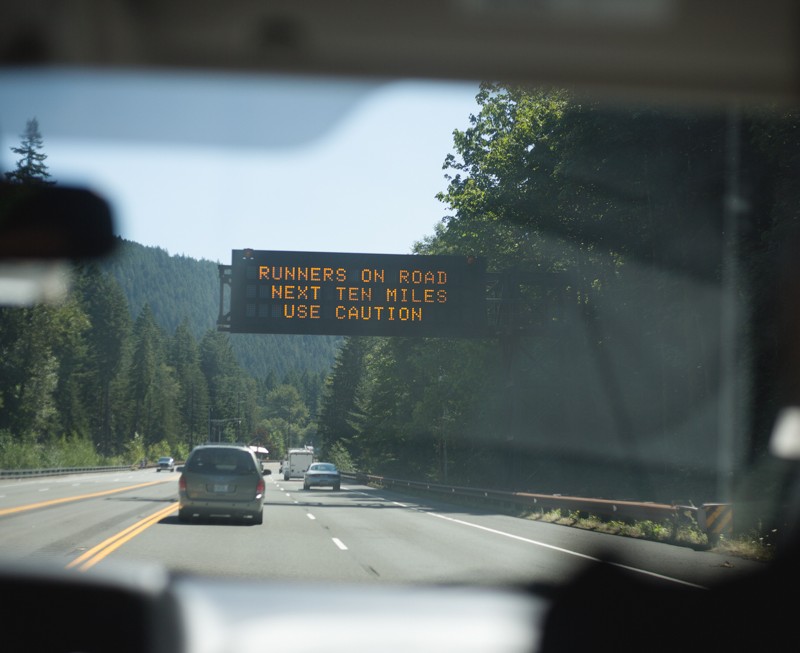 RUNNERS ON ROAD
NEXT TEN MILES
USE CAUTION